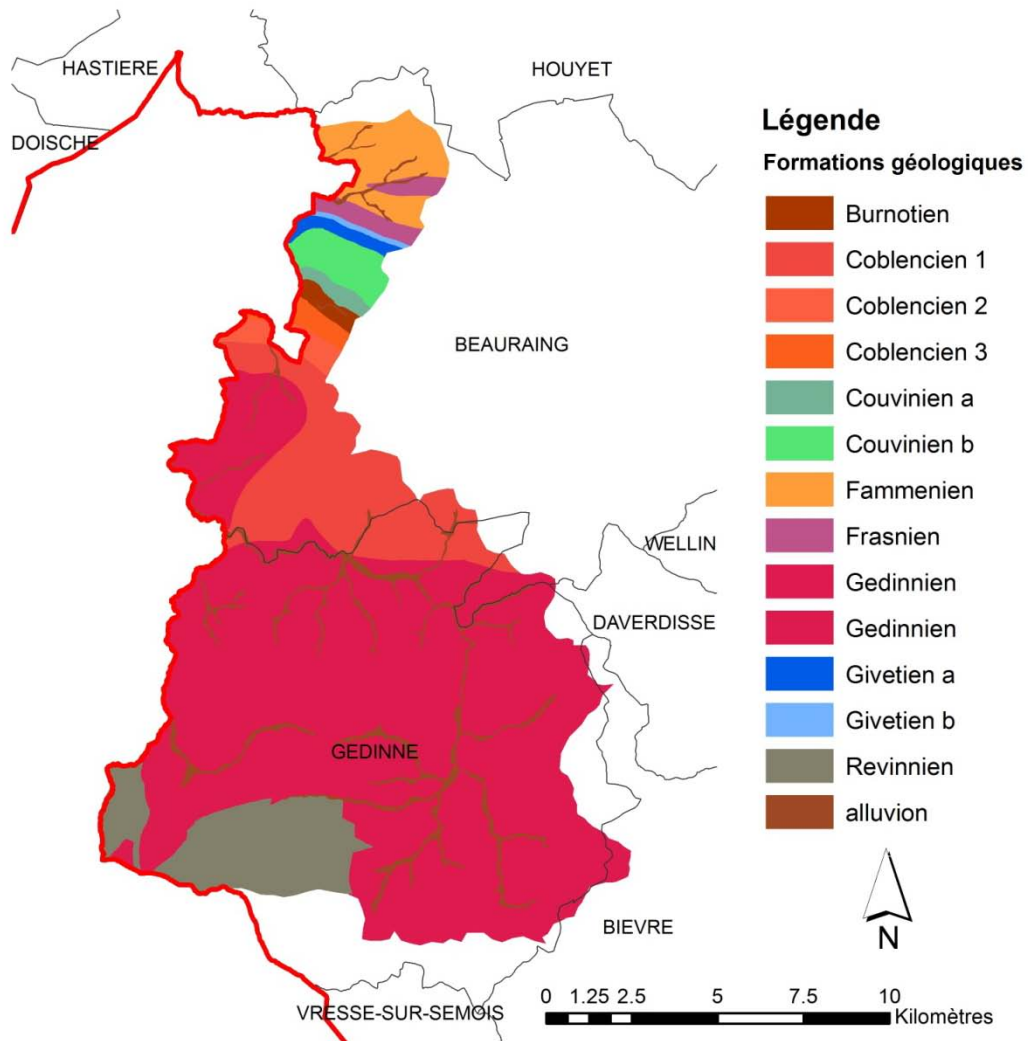 HASTIERE
HOUYET
DOISCHE
BEAURAING
WELLIN
DAVERDISSE
GEDINNE
BIEVRE
VRESSE-SUR-SEMOIS
Légende
Formations géologiques
Burnotien
Coblencien 1
Coblencien 2
Coblencien 3
Couvinien a
Couvinien b
Fammenien
Frasnien
Gedinnien
Gedinnien
Givetien a
Givetien b
Revinnien
alluvion
N
0 1.25 2.5 5 7.5 10
Kilomètres